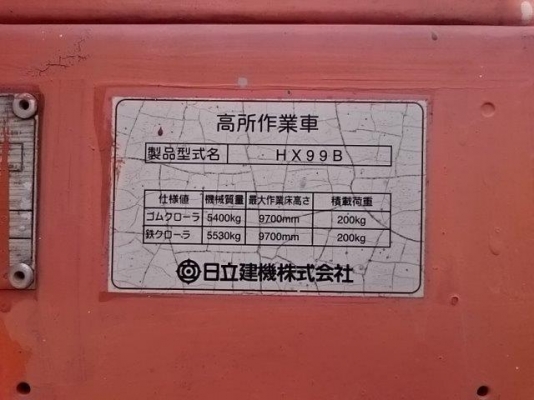 高所作業車
製品型式名 HX99B
仕様値 機械質量 最大作業床高さ 積載荷重
ゴムクローラ 5400kg 9700mm 200kg
鉄クローラ 5530kg 9700mm 200kg
日立建機株式会社